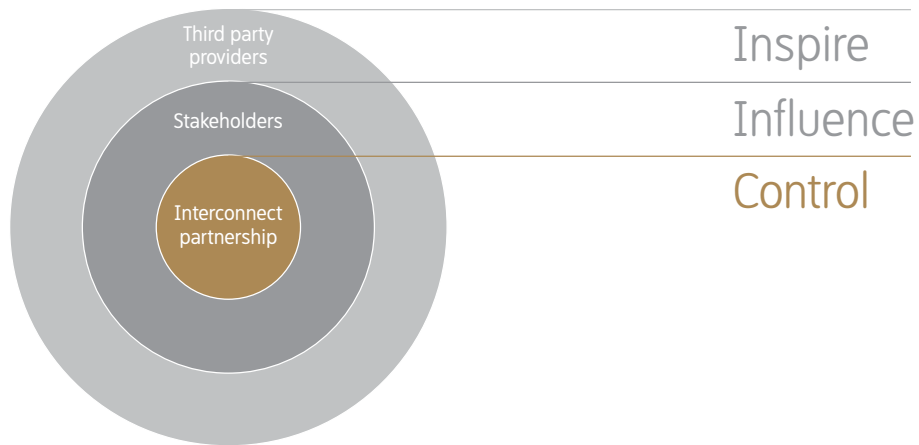 Third party
providers
Inspire
Stakeholders
Influence
Interconnect
partnership
Control